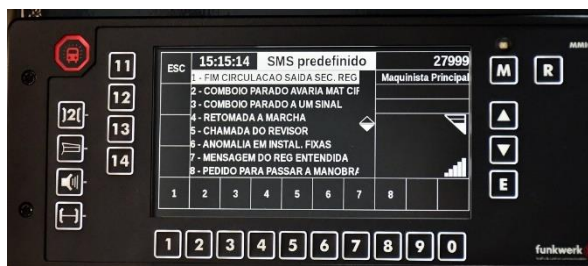 MMI
ESC 15:15:14 SMS predefinido 27999
1 - FIM CIRCULACAO SAIDA SEC. REG Maquinista Principal
2 - COMBOIO PARADO AVARIA MAT CIF
3 - COMBOIO PARADO A UM SINAL
4 - RETOMADA A MARCHA
5 - CHAMADA DO REVISOR
6 - ANOMALIA EM INSTAL. FIXAS
7 - MENSAGEM DO REG ENTENDIDA
8 - PEDIDO PARA PASSAR A MANOBRA
1 2 3 4 5 6 7 8
11
12
13
14
)2(
M R
E
1 2 3 4 5 6 7 8 9 0
funkwerk